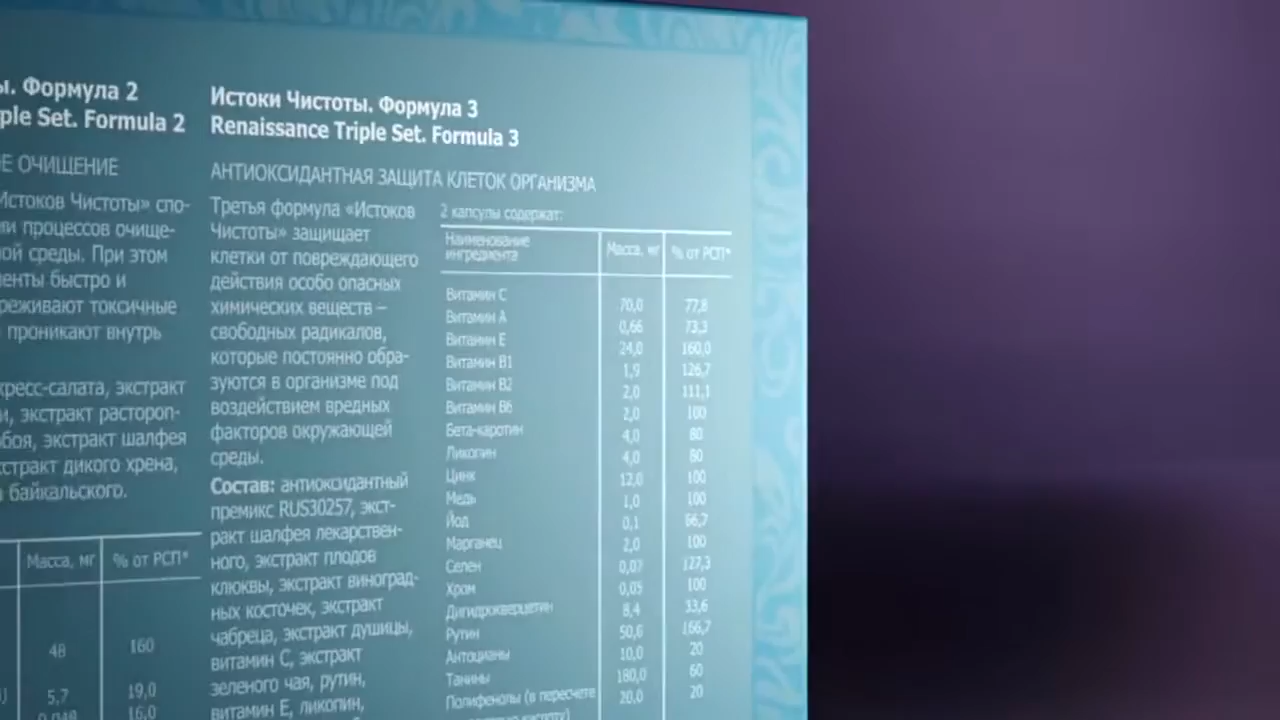 ы. Формула 2
ple Set. Formula 2
Е ОЧИЩЕНИЕ
Истоков Чистоты» спо-
ии процессов очище-
ной среды. При этом
ненты быстро и
реживают токсичные
проникают внутрь
кресс-салата, экстракт
и, экстракт растороп-
обоя, экстракт шалфея
кстракт дикого хрена,
байкальского.
Масса, мг % от РСП*
48 160
5,7 19,0
16,0
Истоки Чистоты. Формула 3
Renaissance Triple Set. Formula 3
АНТИОКСИДАНТНАЯ ЗАЩИТА КЛЕТОК ОРГАНИЗМА
Третья формула «Истоков
Чистоты» защищает
клетки от повреждающего
действия особо опасных
химических веществ –
свободных радикалов,
которые постоянно обра-
зуются в организме под
воздействием вредных
факторов окружающей
среды.
Состав: антиоксидантный
премикс RUS30257, экст-
ракт шалфея лекарствен-
ного, экстракт плодов
клюквы, экстракт виноград-
ных косточек, экстракт
чабреца, экстракт душицы,
витамин С, экстракт
зеленого чая, рутин,
витамин Е, ликопин,
2 капсулы содержат:
Наименование
ингредиента Масса, мг % от РСП*
Витамин С 70,0 77,8
Витамин А 0,66 73,3
Витамин Е 24,0 160,0
Витамин В1 1,9 126,7
Витамин В2 2,0 111,1
Витамин В6 2,0 100
Бета-каротин 4,0 80
Ликопин 4,0 80
Цинк 12,0 100
Медь 1,0 100
Йод 0,1 66,7
Марганец 2,0 100
Селен 0,07 127,3
Хром 0,05 100
Дигидрокверцетин 8,4 33,6
Рутин 50,6 166,7
Антоцианы 10,0 20
Танины 180,0 60
Полифенолы (в пересчете 20,0 20
кислоту)